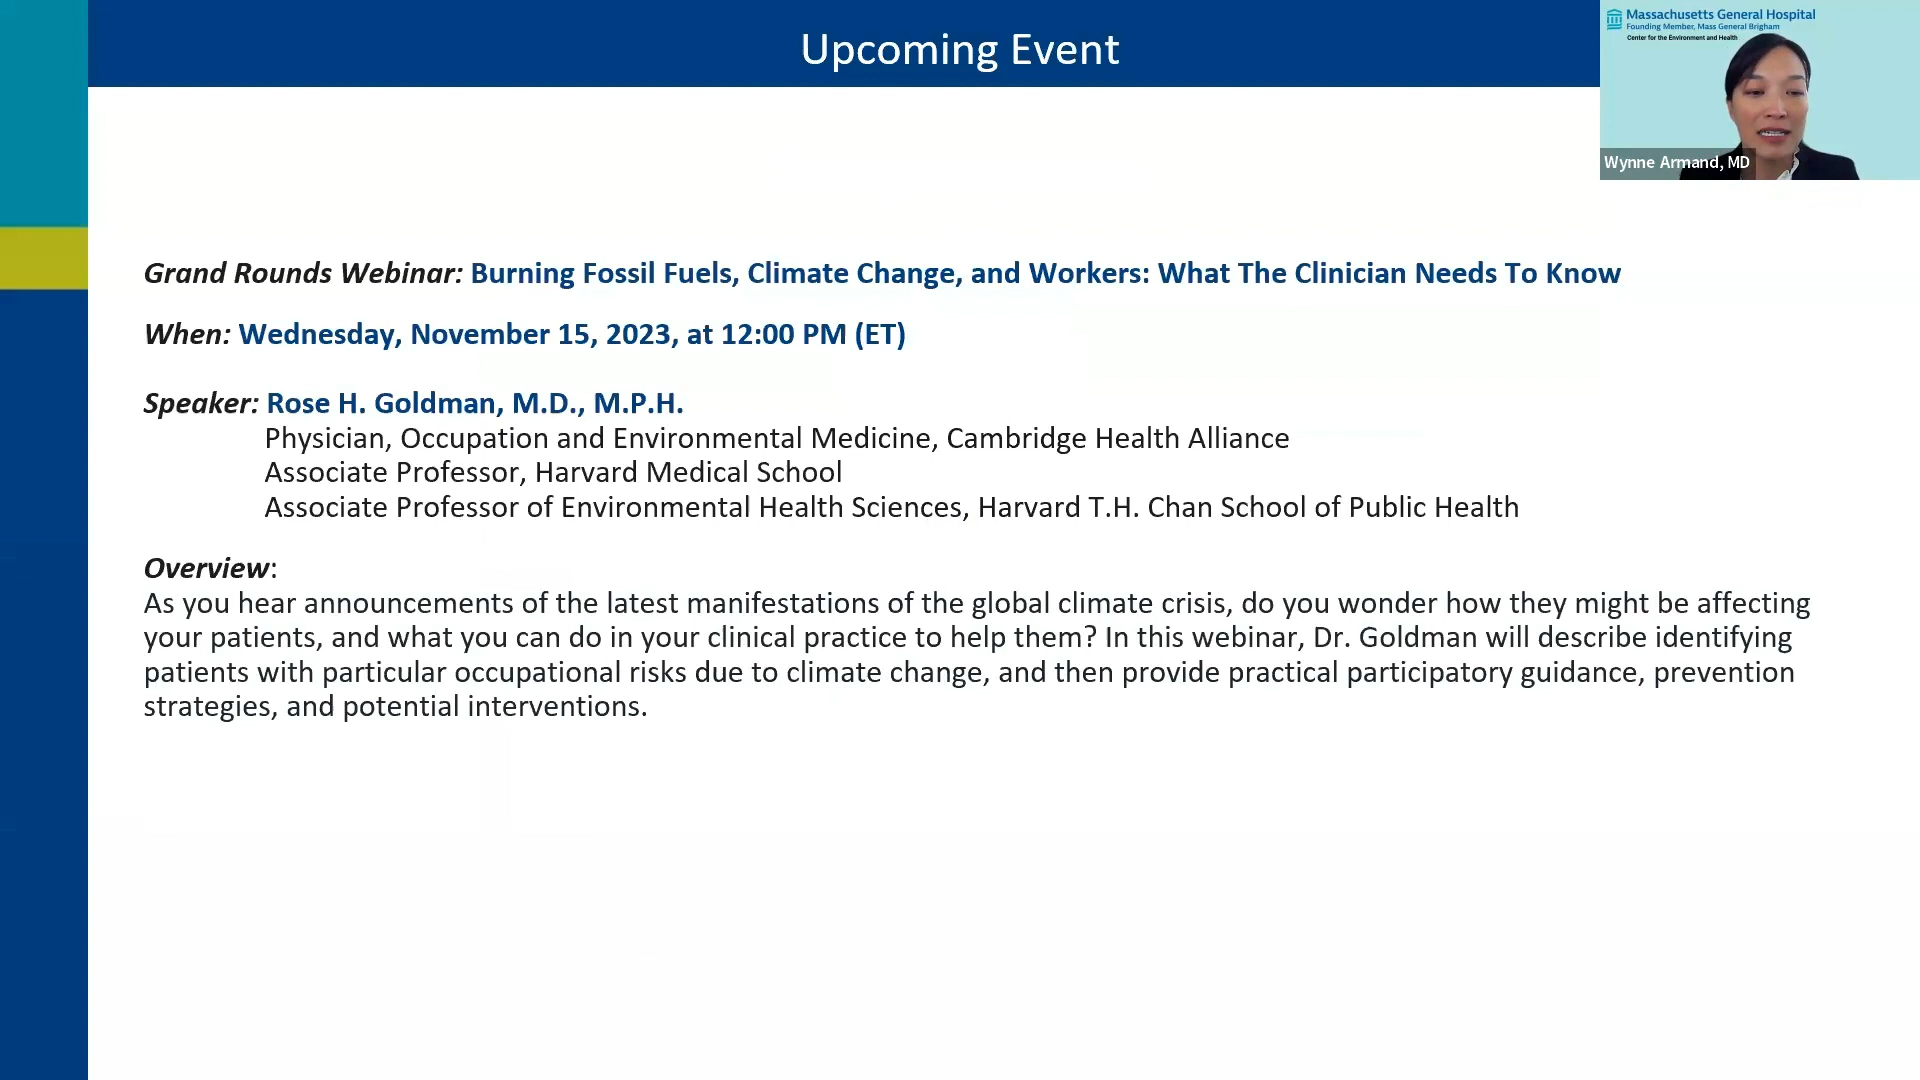 Upcoming Event
Massachusetts General Hospital
Founding Member, Mass General Brigham
Center for the Environment and Health
Wynne Armand, MD
Grand Rounds Webinar: Burning Fossil Fuels, Climate Change, and Workers: What The Clinician Needs To Know
When: Wednesday, November 15, 2023, at 12:00 PM (ET)
Speaker: Rose H. Goldman, M.D., M.P.H.
Physician, Occupation and Environmental Medicine, Cambridge Health Alliance
Associate Professor, Harvard Medical School
Associate Professor of Environmental Health Sciences, Harvard T.H. Chan School of Public Health
Overview:
As you hear announcements of the latest manifestations of the global climate crisis, do you wonder how they might be affecting
your patients, and what you can do in your clinical practice to help them? In this webinar, Dr. Goldman will describe identifying
patients with particular occupational risks due to climate change, and then provide practical participatory guidance, prevention
strategies, and potential interventions.